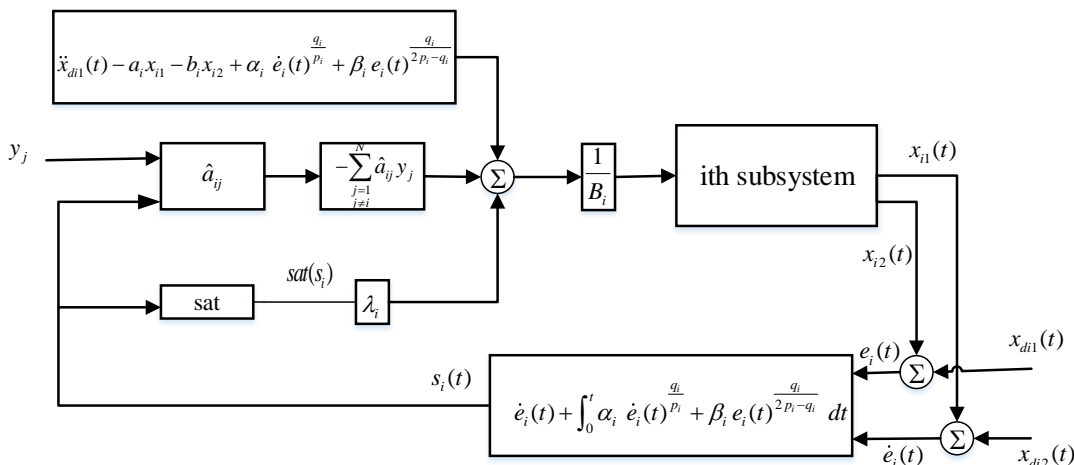 ẍ_{di1}(t) − a_i x_{i1} − b_i x_{i2} + α_i ė_i(t)^{q_i/p_i} + β_i e_i(t)^{q_i/(2p_i−q_i)}
y_j
â_{ij}
−∑_{j=1, j≠i}^{N} â_{ij} y_j
Σ
1/B_i
ith subsystem
x_{i1}(t)
x_{i2}(t)
sat
sat(s_i)
λ_i
s_i(t)
ė_i(t) + ∫_0^t α_i ė_i(t)^{q_i/p_i} + β_i e_i(t)^{q_i/(2p_i−q_i)} dt
e_i(t)
Σ
x_{di1}(t)
ė_i(t)
Σ
x_{di2}(t)